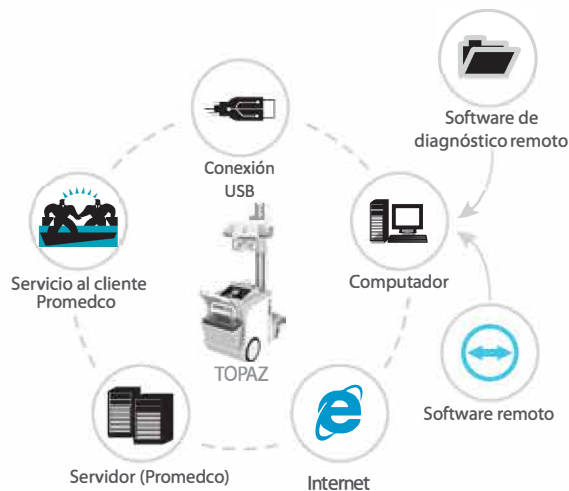 Software de
diagnóstico remoto
Conexión
USB
Servicio al cliente
Promedco
Computador
TOPAZ
Software remoto
Servidor (Promedco)
Internet